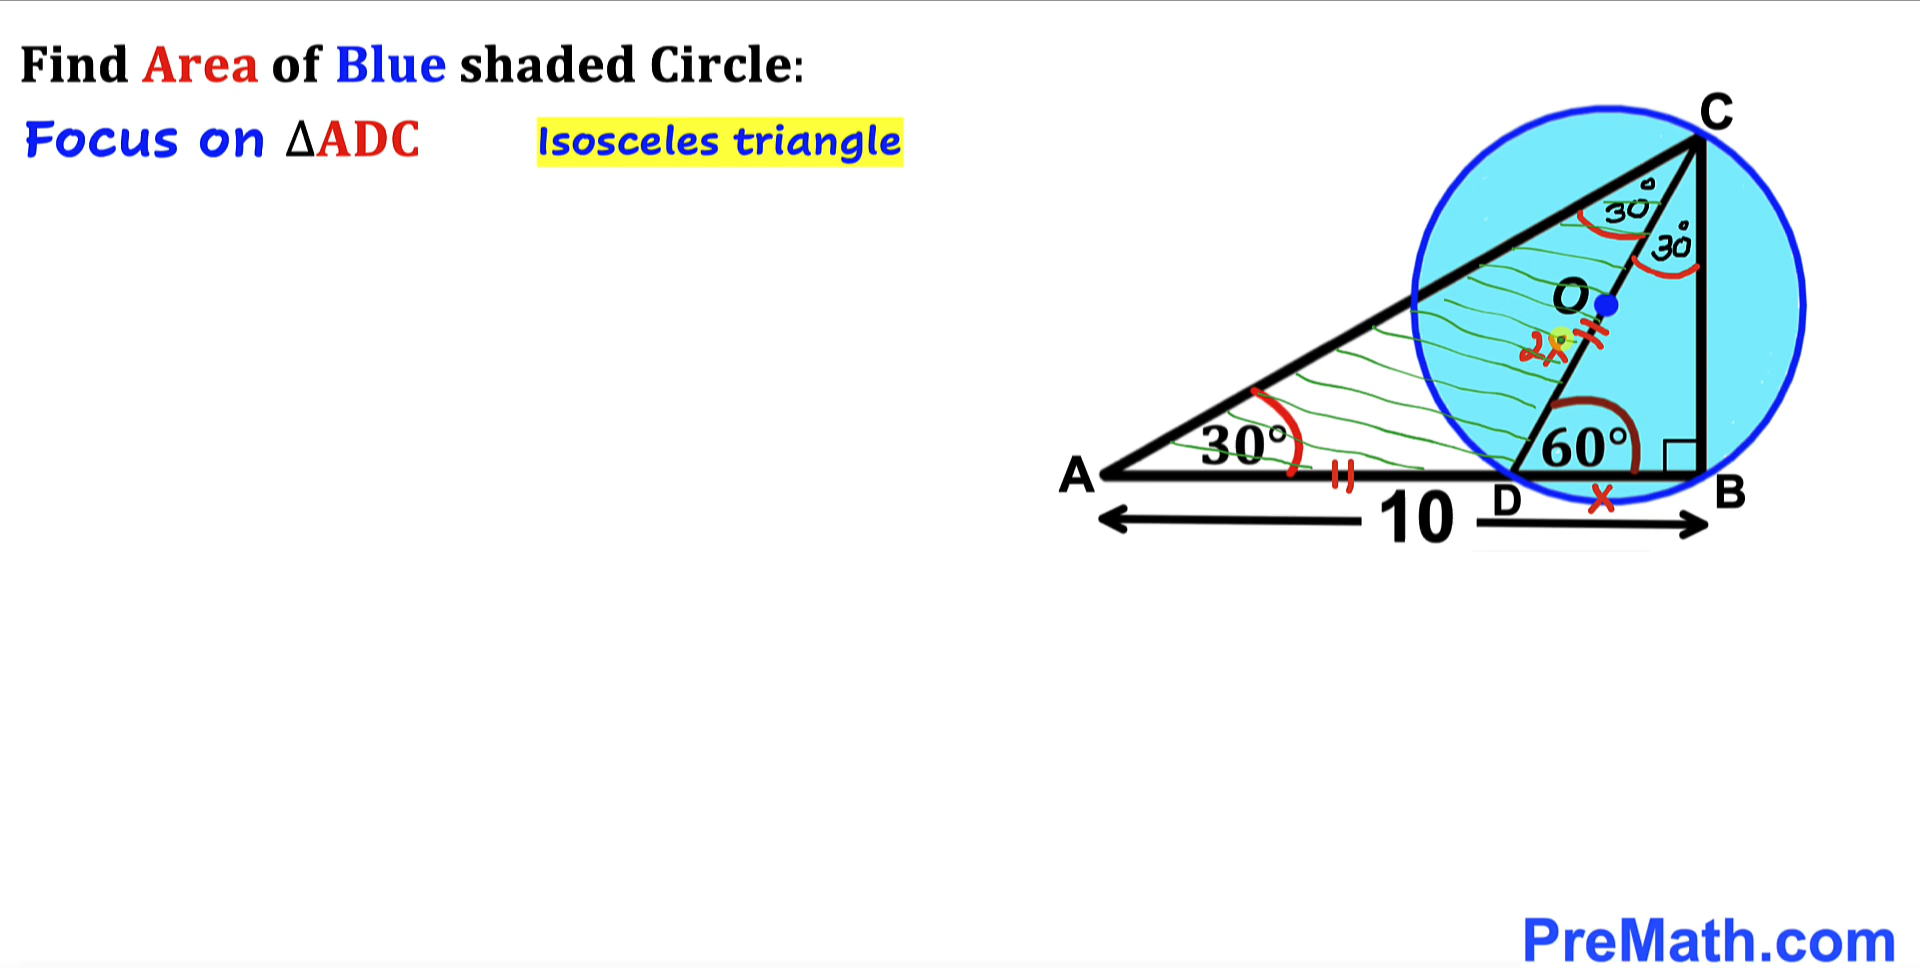 Find Area of Blue shaded Circle:
Focus on ΔADC Isosceles triangle
C
30°
30°
O
2x
30°
60°
A
D
x
B
10
PreMath.com